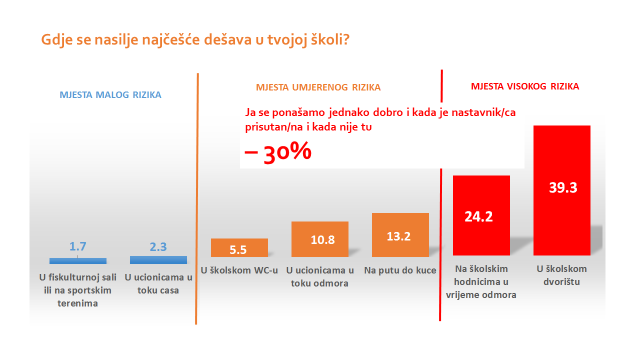 Gdje se nasilje najčešće dešava u tvojoj školi?
MJESTA MALOG RIZIKA
MJESTA UMJERENOG RIZIKA
MJESTA VISOKOG RIZIKA
Ja se ponašamo jednako dobro i kada je nastavnik/ca
prisutan/na i kada nije tu
– 30%
1.7
2.3
5.5
10.8
13.2
24.2
39.3
U fiskulturnoj sali
ili na sportskim
terenima
U ucionicama u
toku casa
U školskom WC-u
U ucionicama u
toku odmora
Na putu do kuce
Na školskim
hodnicima u
vrijeme odmora
U školskom
dvorištu